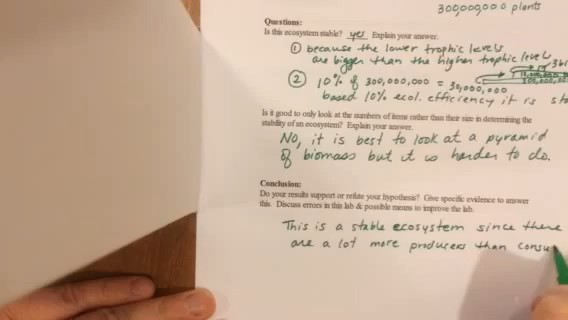 300,000,000 plants
Questions:
Is this ecosystem stable? yes Explain your answer.
① because the lower trophic levels
are bigger than the higher trophic level
② 10% of 300,000,000 = 30,000,000
based 10% ecol. efficiency it is sta
Is it good to only look at the numbers of items rather than their size in determining the
stability of an ecosystem? Explain your answer.
No, it is best to look at a pyramid
of biomass but it is harder to do.
Conclusion:
Do your results support or refute your hypothesis? Give specific evidence to answer
this. Discuss errors in this lab & possible means to improve the lab.
This is a stable ecosystem since there
are a lot more producers than consu